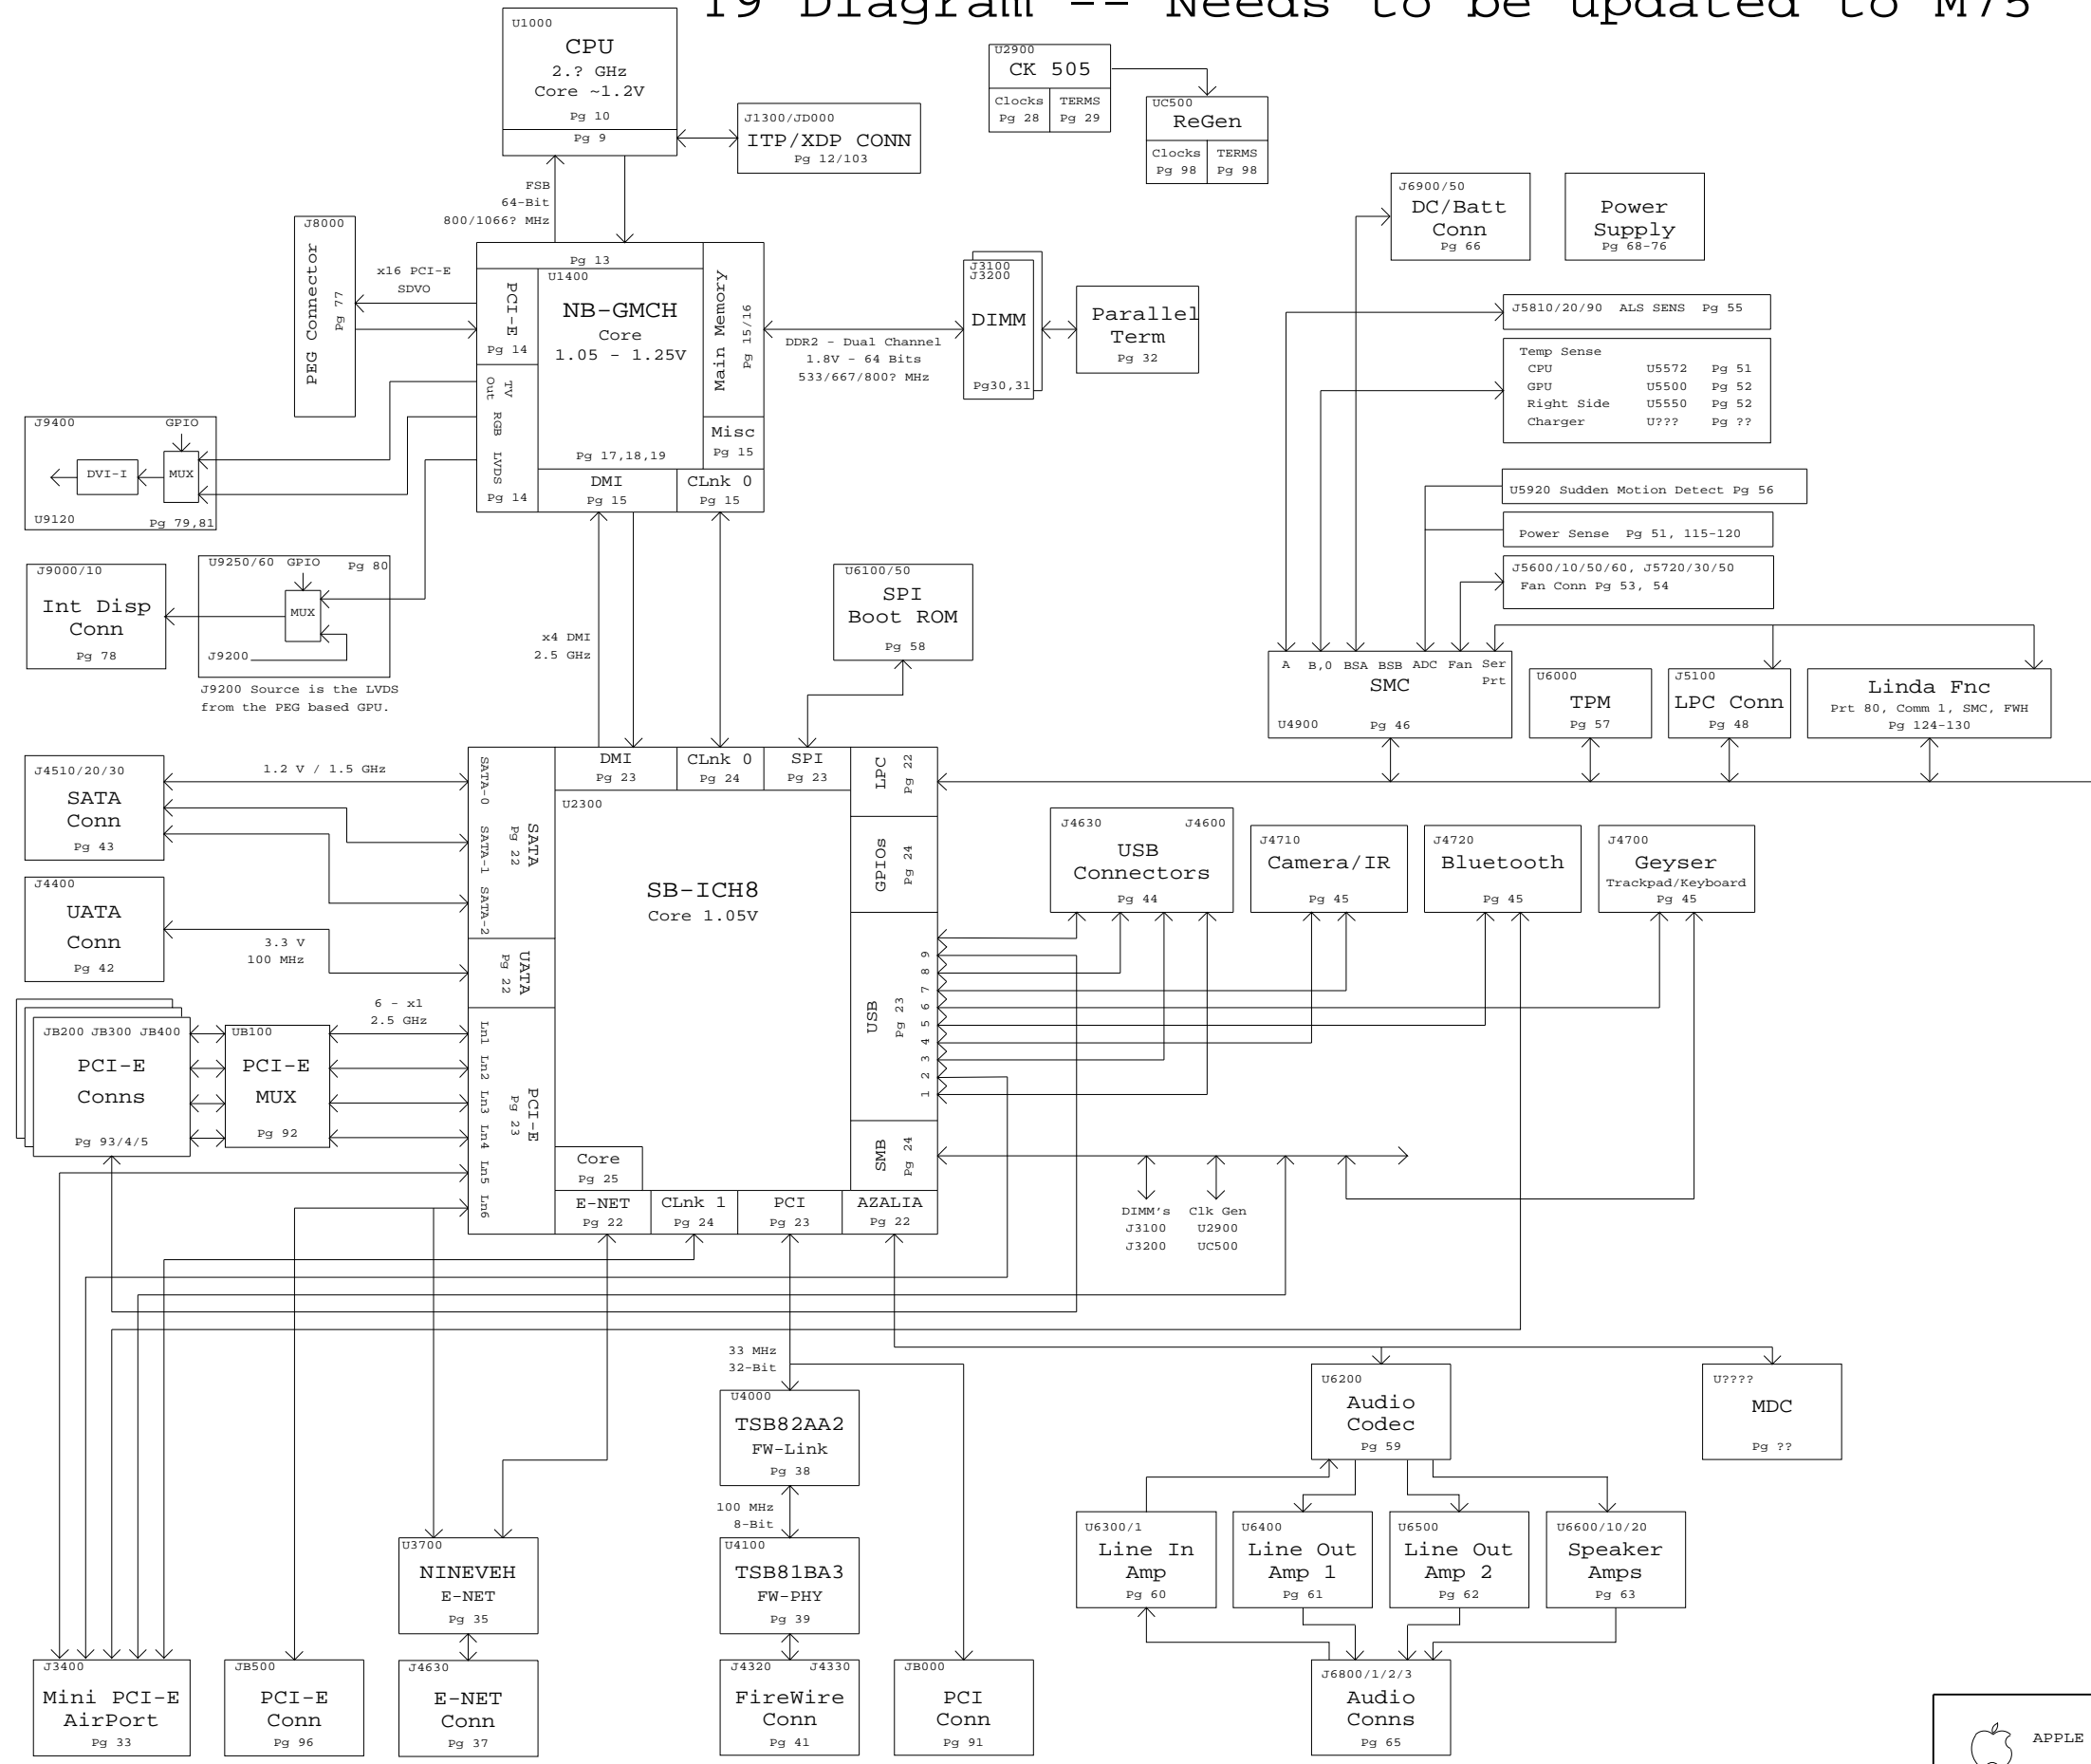 T9 Diagram -- Needs to be updated to M75
U1000
CPU
2.? GHz
Core ~1.2V
Pg 10
Pg 9
J1300/JD000
ITP/XDP CONN
Pg 12/103
U2900
CK 505
Clocks
Pg 28
TERMS
Pg 29
UC500
ReGen
Clocks
Pg 98
TERMS
Pg 98
FSB
64-Bit
800/1066? MHz
J6900/50
DC/Batt
Conn
Pg 66
Power
Supply
Pg 68-76
J8000
PEG Connector
Pg 77
x16 PCI-E
SDVO
Pg 13
U1400
NB-GMCH
Core
1.05 - 1.25V
Pg 17,18,19
PCI-E
Pg 14
TV
Out
RGB
LVDS
Pg 14
Main Memory
Pg 15/16
Misc
Pg 15
DMI
Pg 15
CLnk 0
Pg 15
DDR2 - Dual Channel
1.8V - 64 Bits
533/667/800? MHz
J3100
J3200
DIMM
Pg30,31
Parallel
Term
Pg 32
J5810/20/90 ALS SENS Pg 55
Temp Sense
CPU U5572 Pg 51
GPU U5500 Pg 52
Right Side U5550 Pg 52
Charger U??? Pg ??
U5920 Sudden Motion Detect Pg 56
Power Sense Pg 51, 115-120
J5600/10/50/60, J5720/30/50
Fan Conn Pg 53, 54
J9400
GPIO
DVI-I
MUX
U9120
Pg 79,81
J9000/10
Int Disp
Conn
Pg 78
U9250/60 GPIO Pg 80
MUX
J9200
J9200 Source is the LVDS
from the PEG based GPU.
x4 DMI
2.5 GHz
U6100/50
SPI
Boot ROM
Pg 58
A B,0 BSA BSB ADC Fan Ser
Prt
SMC
U4900
Pg 46
U6000
TPM
Pg 57
J5100
LPC Conn
Pg 48
Linda Fnc
Prt 80, Comm 1, SMC, FWH
Pg 124-130
J4510/20/30
SATA
Conn
Pg 43
1.2 V / 1.5 GHz
J4400
UATA
Conn
Pg 42
3.3 V
100 MHz
SATA-0
SATA-1
SATA-2
SATA
Pg 22
UATA
Pg 22
DMI
Pg 23
CLnk 0
Pg 24
SPI
Pg 23
LPC
Pg 22
U2300
SB-ICH8
Core 1.05V
GPIOs
Pg 24
USB
Pg 23
9
8
7
6
5
4
3
2
1
SMB
Pg 24
J4630
J4600
USB
Connectors
Pg 44
J4710
Camera/IR
Pg 45
J4720
Bluetooth
Pg 45
J4700
Geyser
Trackpad/Keyboard
Pg 45
JB200 JB300 JB400
PCI-E
Conns
Pg 93/4/5
UB100
PCI-E
MUX
Pg 92
6 - x1
2.5 GHz
Ln1
Ln2
Ln3
Ln4
Ln5
Ln6
PCI-E
Pg 23
Core
Pg 25
E-NET
Pg 22
CLnk 1
Pg 24
PCI
Pg 23
AZALIA
Pg 22
DIMM's
J3100
J3200
Clk Gen
U2900
UC500
33 MHz
32-Bit
U4000
TSB82AA2
FW-Link
Pg 38
100 MHz
8-Bit
U6200
Audio
Codec
Pg 59
U????
MDC
Pg ??
U3700
NINEVEH
E-NET
Pg 35
U4100
TSB81BA3
FW-PHY
Pg 39
U6300/1
Line In
Amp
Pg 60
U6400
Line Out
Amp 1
Pg 61
U6500
Line Out
Amp 2
Pg 62
U6600/10/20
Speaker
Amps
Pg 63
J3400
Mini PCI-E
AirPort
Pg 33
JB500
PCI-E
Conn
Pg 96
J4630
E-NET
Conn
Pg 37
J4320
J4330
FireWire
Conn
Pg 41
JB000
PCI
Conn
Pg 91
J6800/1/2/3
Audio
Conns
Pg 65
APPLE